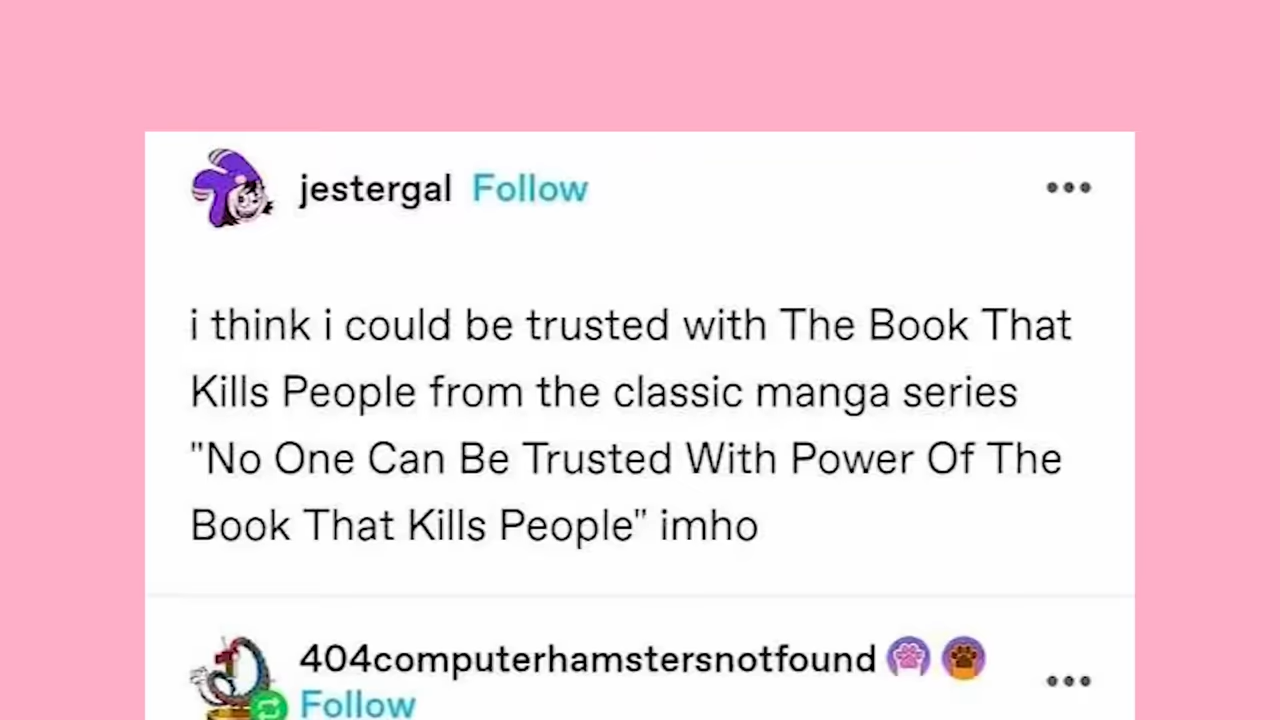 jestergal Follow
i think i could be trusted with The Book That
Kills People from the classic manga series
"No One Can Be Trusted With Power Of The
Book That Kills People" imho
404computerhamstersnotfound
Follow